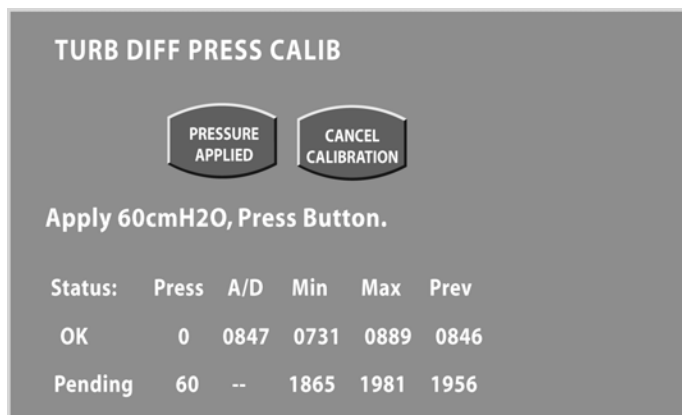 TURB DIFF PRESS CALIB
PRESSURE
APPLIED
CANCEL
CALIBRATION
Apply 60cmH2O, Press Button.
Status: Press A/D Min Max Prev
OK 0 0847 0731 0889 0846
Pending 60 -- 1865 1981 1956